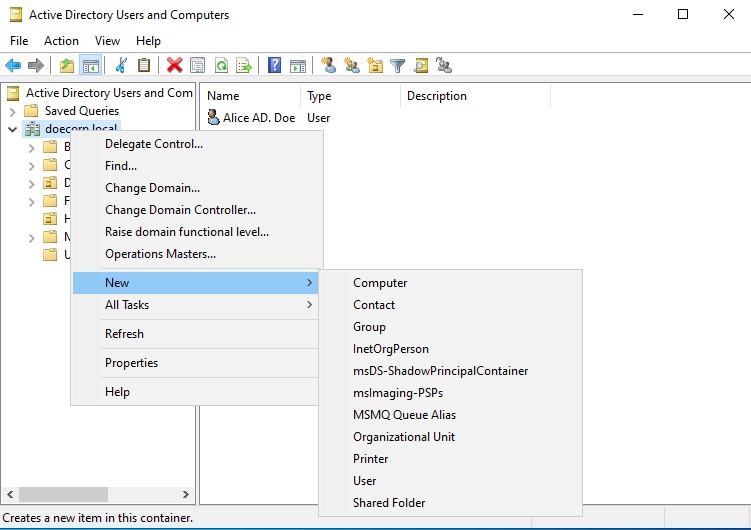 Active Directory Users and Computers
File Action View Help
Active Directory Users and Com
Name Type Description
Saved Queries
Alice AD. Doe User
doecorp.local
Delegate Control...
B
Find...
C
Change Domain...
D
Change Domain Controller...
F
Raise domain functional level...
H
Operations Masters...
N
U
New
Computer
All Tasks
Contact
Refresh
Group
InetOrgPerson
Properties
msDS-ShadowPrincipalContainer
Help
msImaging-PSPs
MSMQ Queue Alias
Organizational Unit
Printer
User
Shared Folder
Creates a new item in this container.